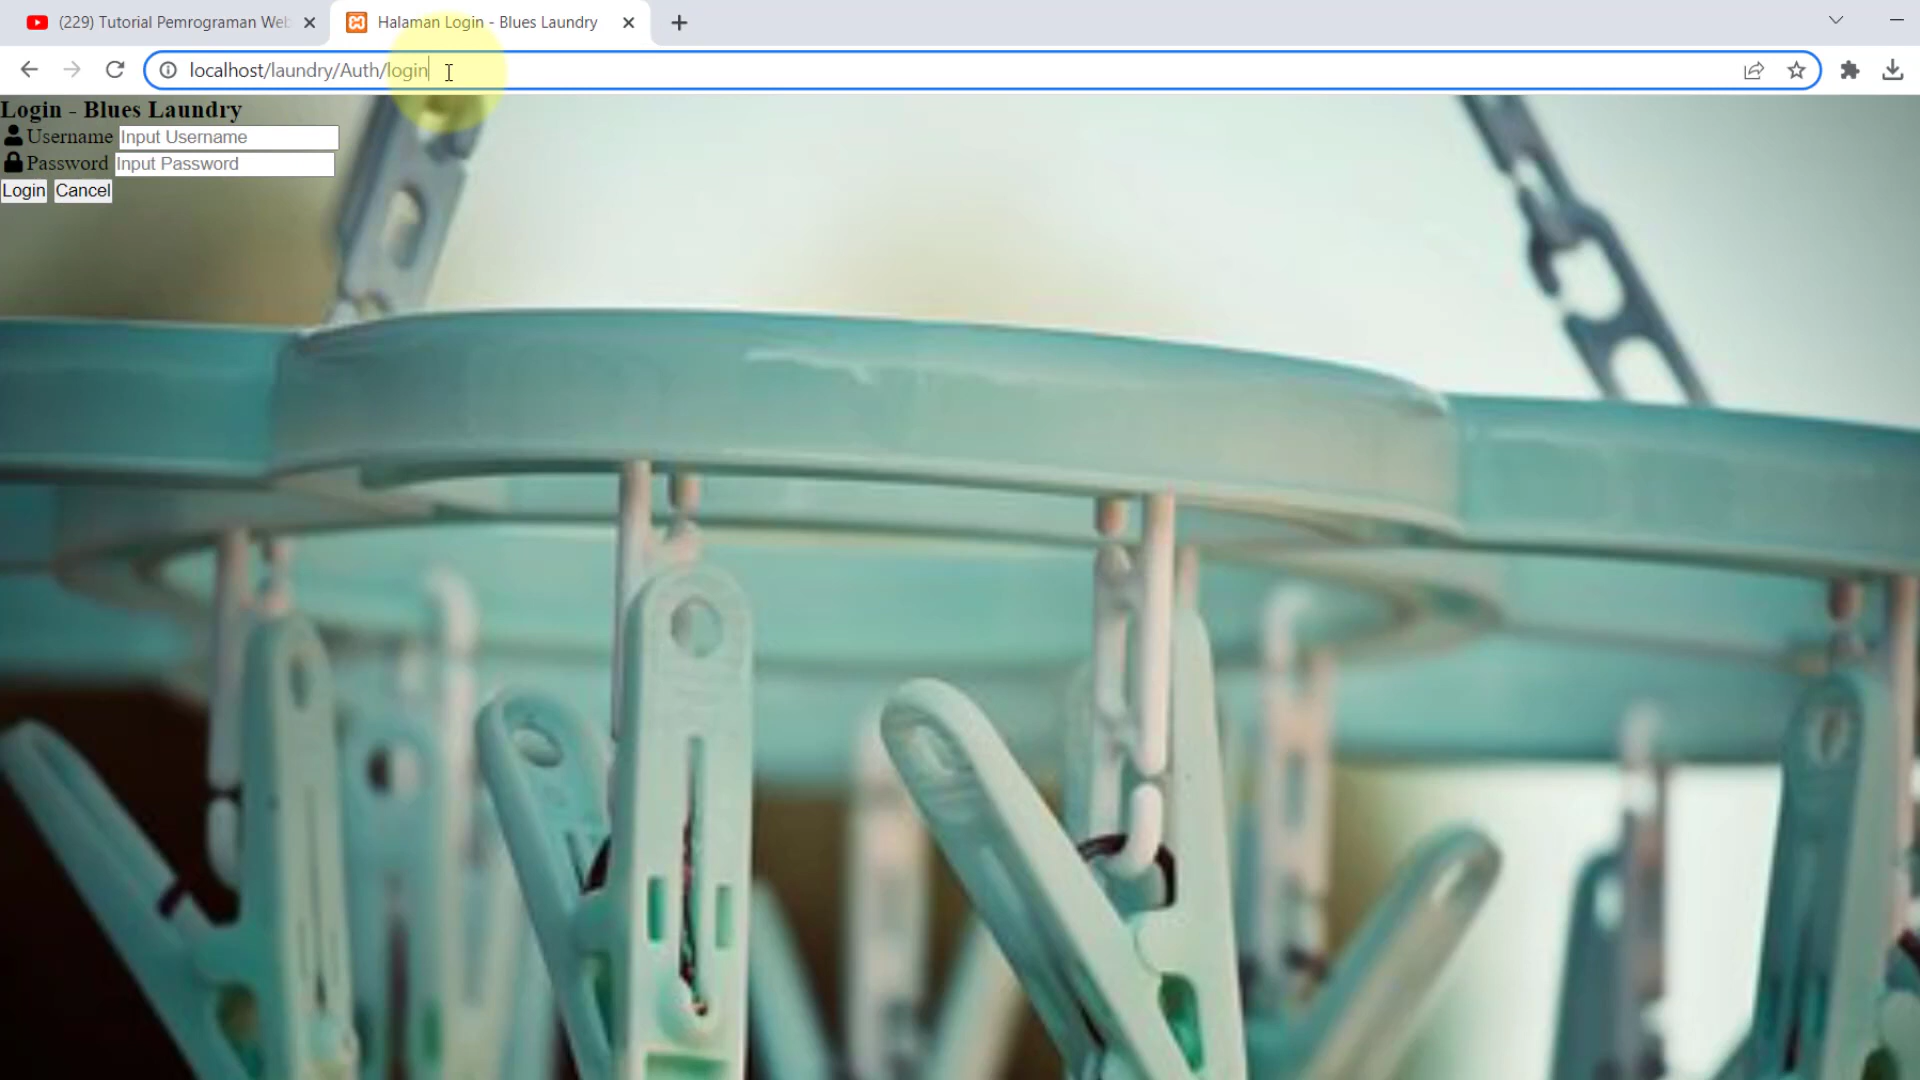 (229) Tutorial Pemrograman Web
Halaman Login - Blues Laundry
localhost/laundry/Auth/login
Login - Blues Laundry
Username Input Username
Password Input Password
Login Cancel